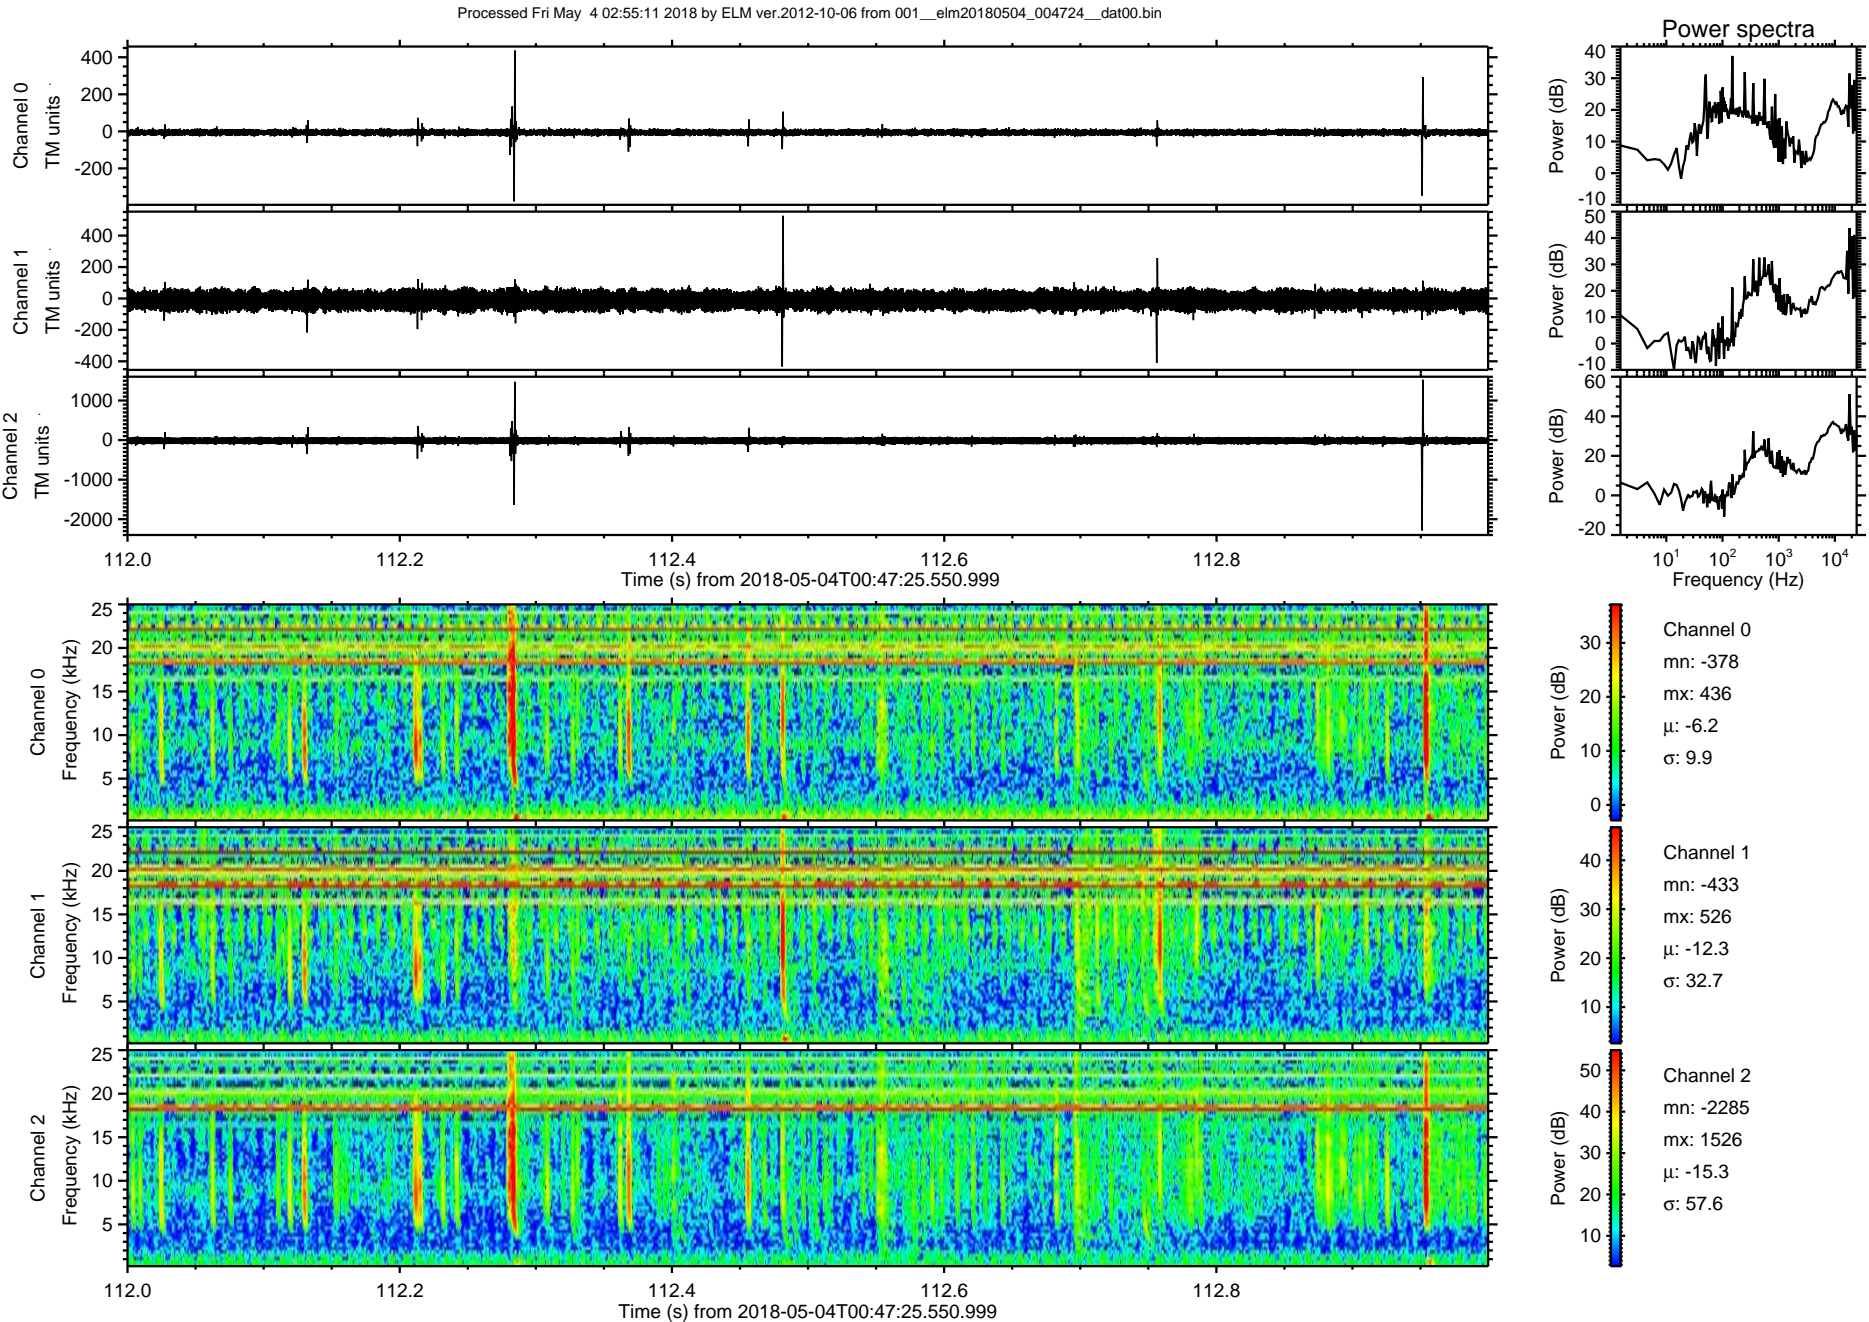 Processed Fri May  4 02:55:11 2018 by ELM ver.2012-10-06 from 001__elm20180504_004724__dat00.bin
Power spectra
Channel 0
TM units
400
200
0
-200
Power (dB)
40
30
20
10
0
-10
Channel 1
TM units
400
200
0
-200
-400
Power (dB)
50
40
30
20
10
0
-10
Channel 2
TM units
1000
0
-1000
-2000
Power (dB)
60
40
20
0
-20
112.0
112.2
112.4
112.6
112.8
Time (s) from 2018-05-04T00:47:25.550.999
10^1
10^2
10^3
10^4
Frequency (Hz)
Channel 0
Frequency (kHz)
25
20
15
10
5
Power (dB)
30
20
10
0
Channel 0
mn: -378
mx: 436
μ: -6.2
σ: 9.9
Channel 1
Frequency (kHz)
25
20
15
10
5
Power (dB)
40
30
20
10
Channel 1
mn: -433
mx: 526
μ: -12.3
σ: 32.7
Channel 2
Frequency (kHz)
25
20
15
10
5
Power (dB)
50
40
30
20
10
Channel 2
mn: -2285
mx: 1526
μ: -15.3
σ: 57.6
112.0
112.2
112.4
112.6
112.8
Time (s) from 2018-05-04T00:47:25.550.999